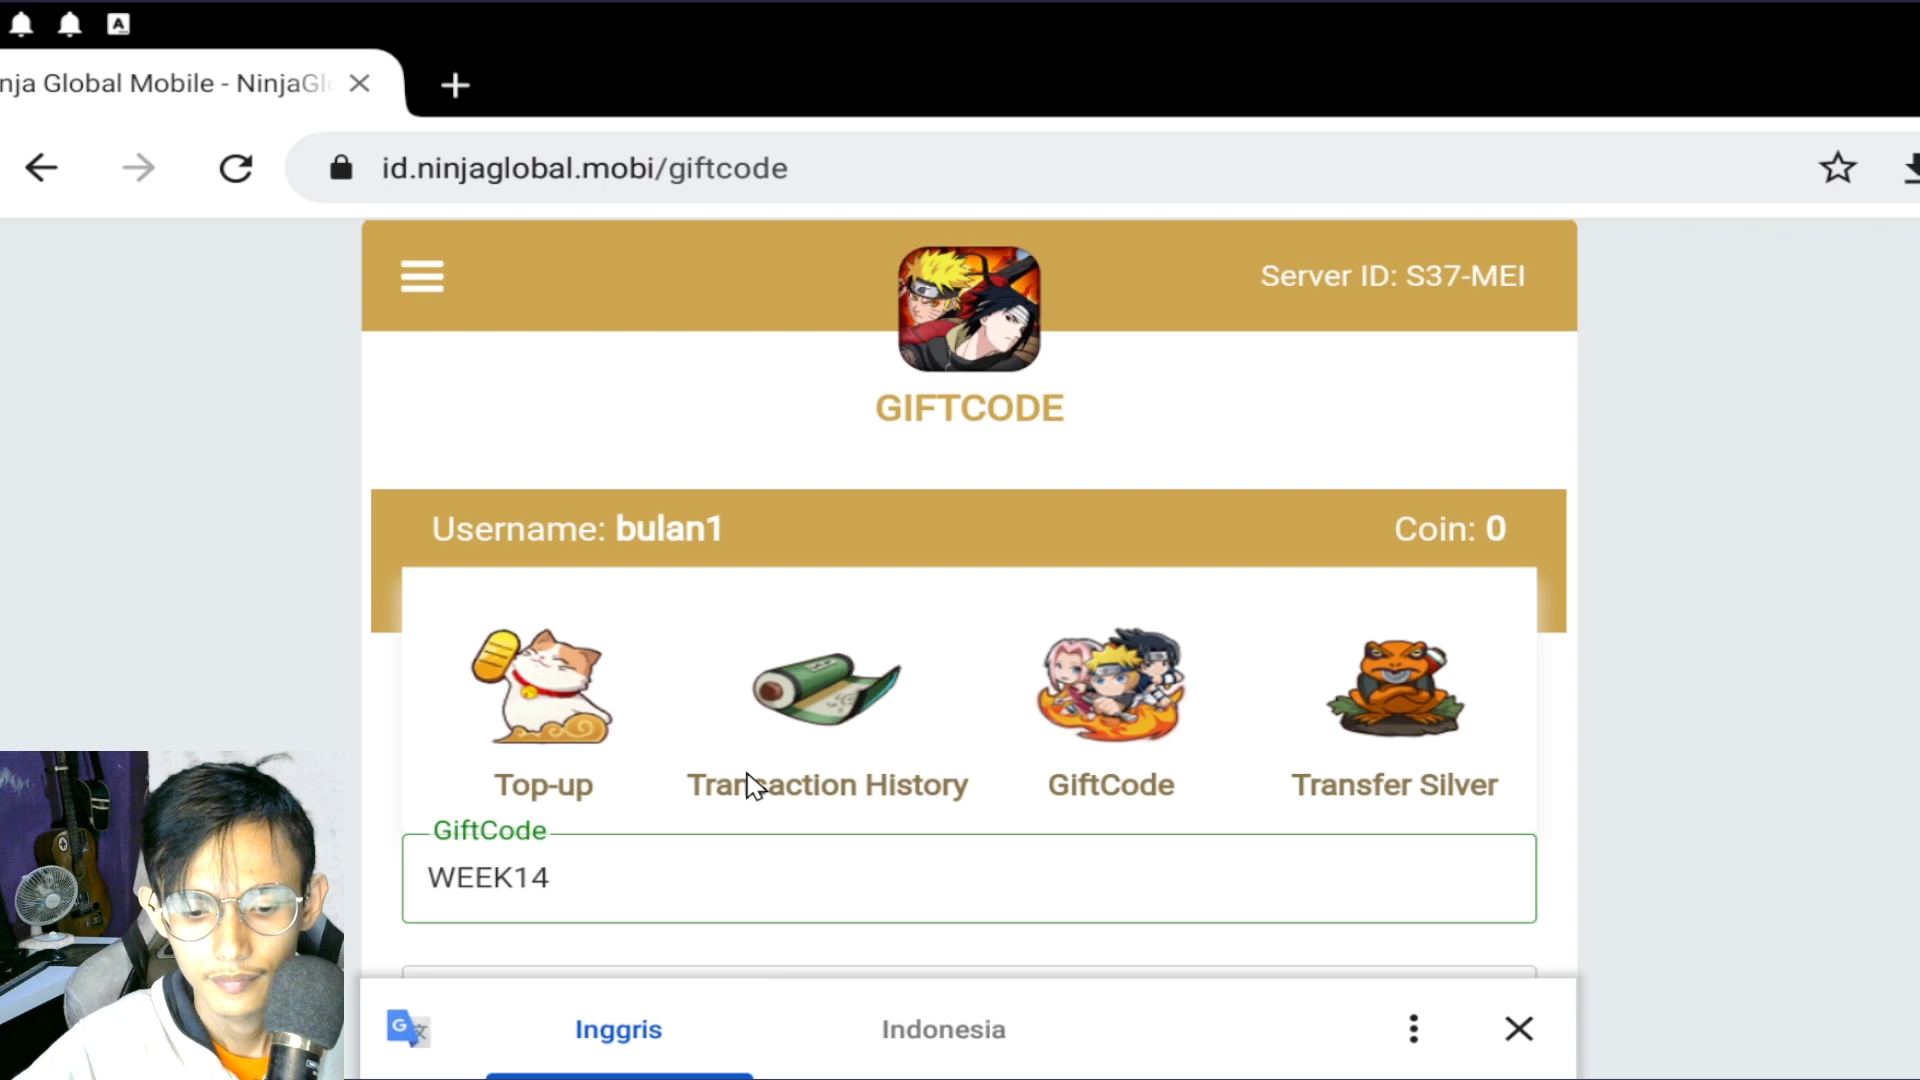 A
nja Global Mobile - NinjaGl
id.ninjaglobal.mobi/giftcode
Server ID: S37-MEI
GIFTCODE
Username: bulan1
Coin: 0
Top-up
Transaction History
GiftCode
Transfer Silver
GiftCode
WEEK14
G
Inggris
Indonesia